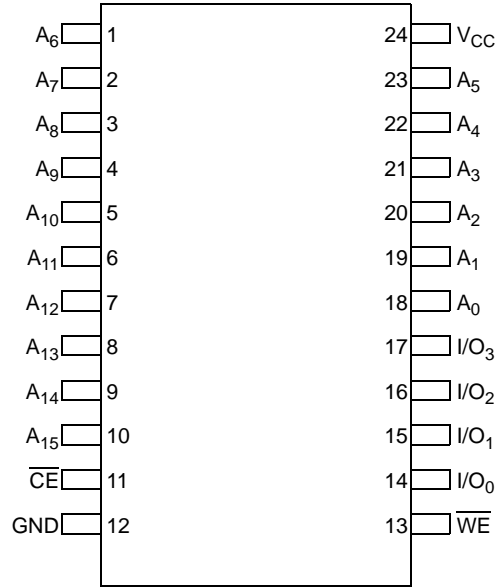 A6 1 24 VCC
A7 2 23 A5
A8 3 22 A4
A9 4 21 A3
A10 5 20 A2
A11 6 19 A1
A12 7 18 A0
A13 8 17 I/O3
A14 9 16 I/O2
A15 10 15 I/O1
C̅E̅ 11 14 I/O0
GND 12 13 W̅E̅